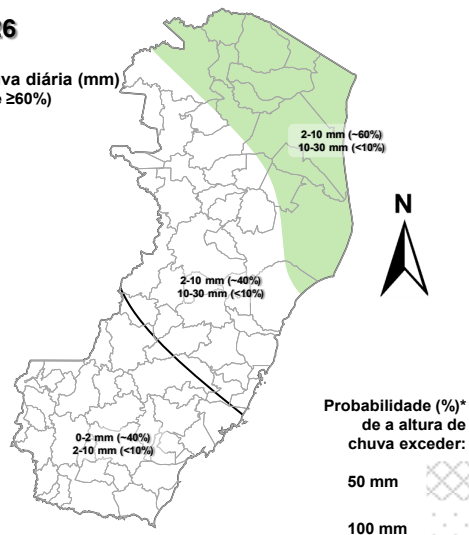 26
va diária (mm)
e ≥60%)
2-10 mm (~60%)
10-30 mm (<10%)
N
2-10 mm (~40%)
10-30 mm (<10%)
0-2 mm (~40%)
2-10 mm (<10%)
Probabilidade (%)*
de a altura de
chuva exceder:
50 mm
100 mm